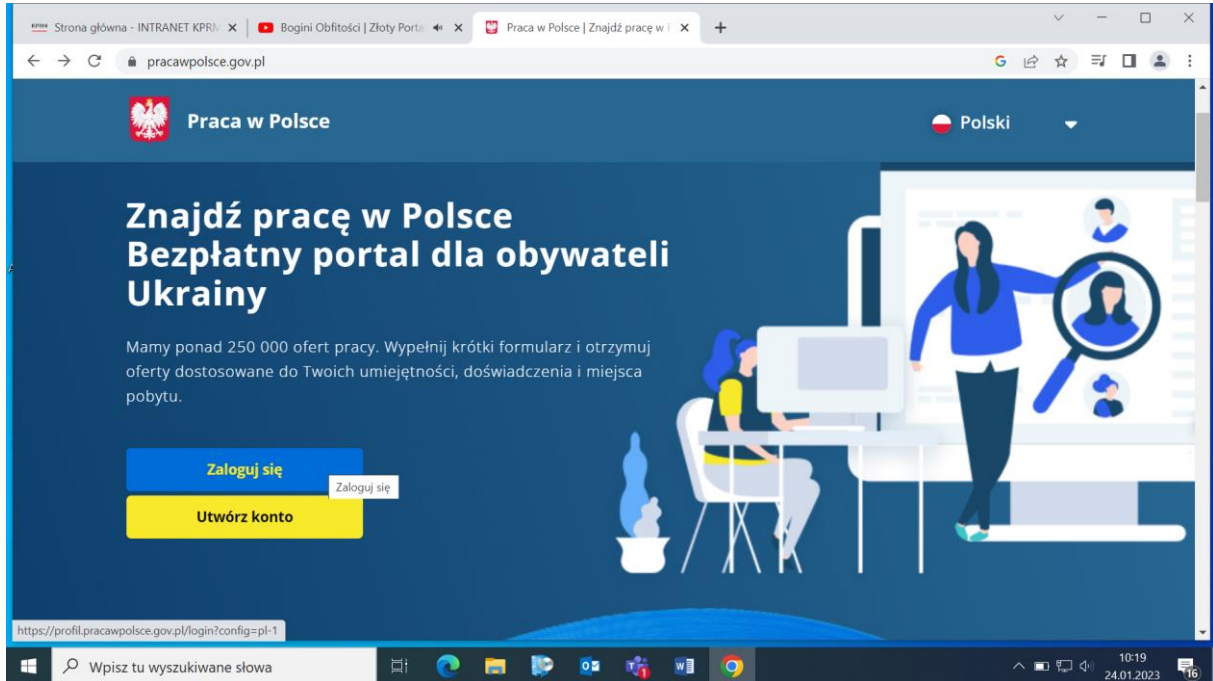 Strona główna - INTRANET KPRM
Bogini Obfitości | Złoty Porta
Praca w Polsce | Znajdź pracę w P
pracawpolsce.gov.pl
Praca w Polsce
Polski
Znajdź pracę w Polsce
Bezpłatny portal dla obywateli
Ukrainy
Mamy ponad 250 000 ofert pracy. Wypełnij krótki formularz i otrzymuj
oferty dostosowane do Twoich umiejętności, doświadczenia i miejsca
pobytu.
Zaloguj się
Zaloguj się
Utwórz konto
https://profil.pracawpolsce.gov.pl/login?config=pl-1
Wpisz tu wyszukiwane słowa
10:19
24.01.2023
16